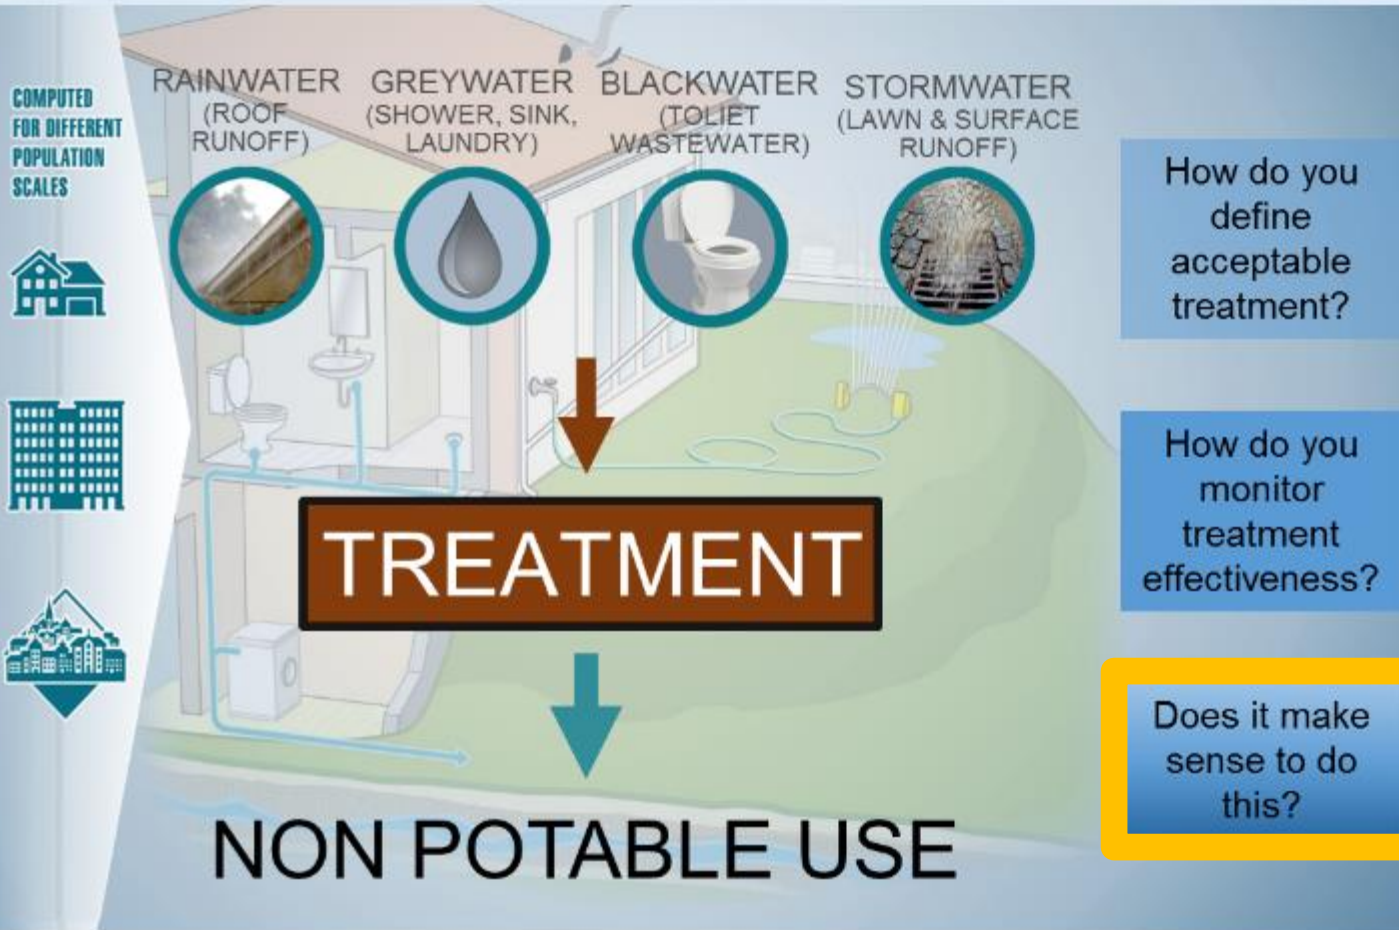 COMPUTED
FOR DIFFERENT
POPULATION
SCALES
RAINWATER
(ROOF
RUNOFF)
GREYWATER
(SHOWER, SINK,
LAUNDRY)
BLACKWATER
(TOLIET
WASTEWATER)
STORMWATER
(LAWN & SURFACE
RUNOFF)
TREATMENT
NON POTABLE USE
How do you
define
acceptable
treatment?
How do you
monitor
treatment
effectiveness?
Does it make
sense to do
this?